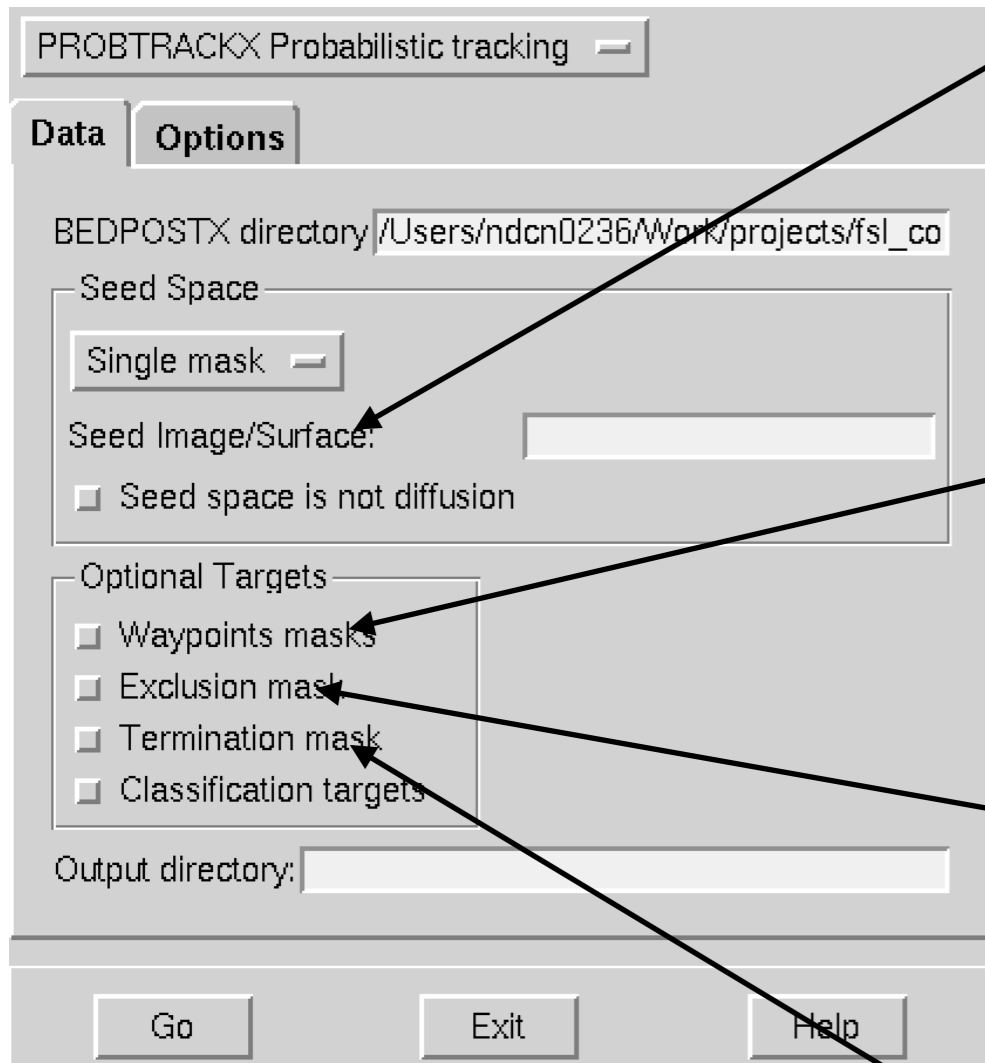 PROBTRACKX Probabilistic tracking
Data Options
BEDPOSTX directory /Users/ndcn0236/Work/projects/fsl_co
Seed Space
Single mask
Seed Image/Surface:
Seed space is not diffusion
Optional Targets
Waypoints masks
Exclusion mask
Termination mask
Classification targets
Output directory:
Go Exit Help